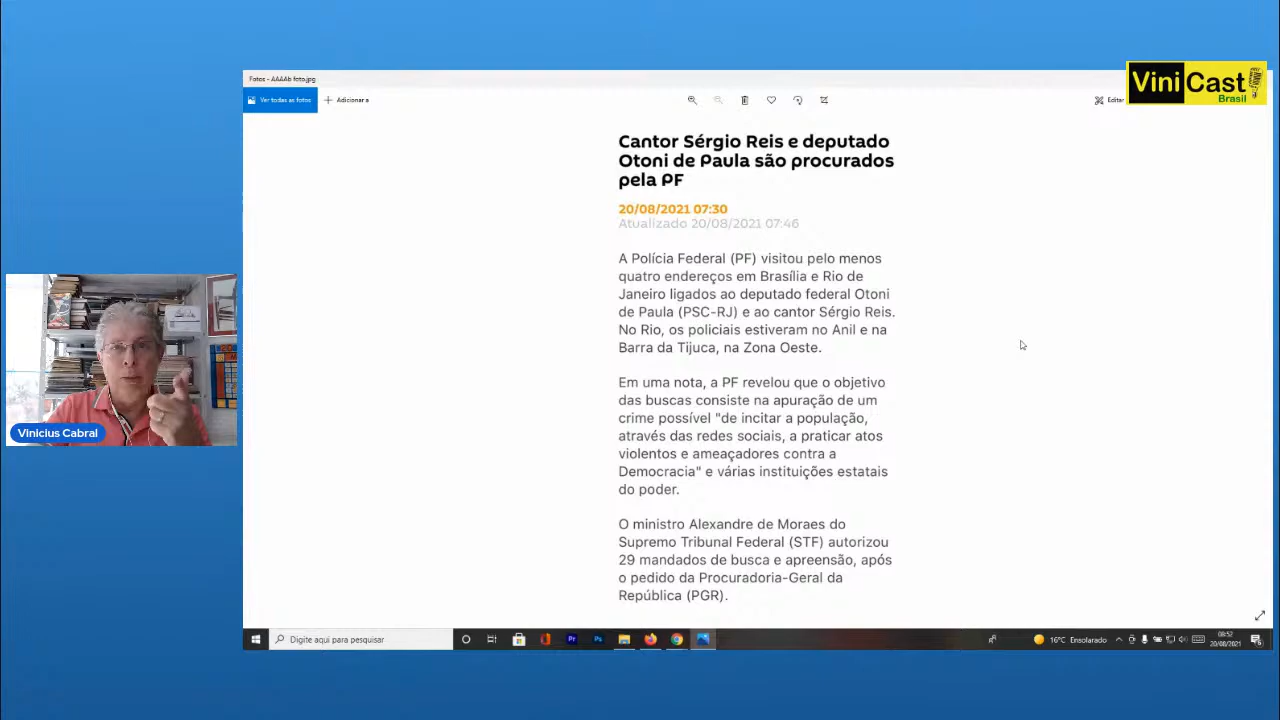 Fotos - AAAAb foto.jpg
Ver todas as fotos
Adicionar a
Editar
ViniCast
Brasil
Cantor Sérgio Reis e deputado
Otoni de Paula são procurados
pela PF
20/08/2021 07:30
Atualizado 20/08/2021 07:46
A Polícia Federal (PF) visitou pelo menos
quatro endereços em Brasília e Rio de
Janeiro ligados ao deputado federal Otoni
de Paula (PSC-RJ) e ao cantor Sérgio Reis.
No Rio, os policiais estiveram no Anil e na
Barra da Tijuca, na Zona Oeste.
Em uma nota, a PF revelou que o objetivo
das buscas consiste na apuração de um
crime possível "de incitar a população,
através das redes sociais, a praticar atos
violentos e ameaçadores contra a
Democracia" e várias instituições estatais
do poder.
O ministro Alexandre de Moraes do
Supremo Tribunal Federal (STF) autorizou
29 mandados de busca e apreensão, após
o pedido da Procuradoria-Geral da
República (PGR).
Vinicius Cabral
Digite aqui para pesquisar
Pr
Ps
16°C Ensolarado
08:52
20/08/2021